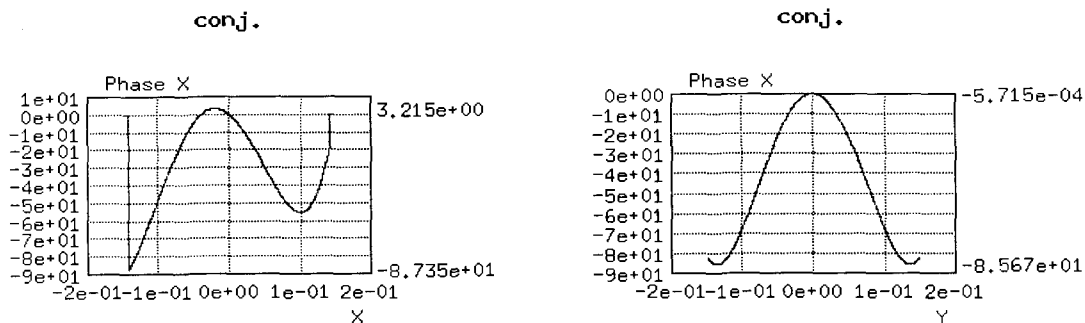 conj.
Phase X
1e+01
0e+00
-1e+01
-2e+01
-3e+01
-4e+01
-5e+01
-6e+01
-7e+01
-8e+01
-9e+01
3.215e+00
-8.735e+01
-2e-01 -1e-01 0e+00 1e-01 2e-01
X
conj.
Phase X
0e+00
-1e+01
-2e+01
-3e+01
-4e+01
-5e+01
-6e+01
-7e+01
-8e+01
-9e+01
-5.715e-04
-8.567e+01
-2e-01 -1e-01 0e+00 1e-01 2e-01
Y